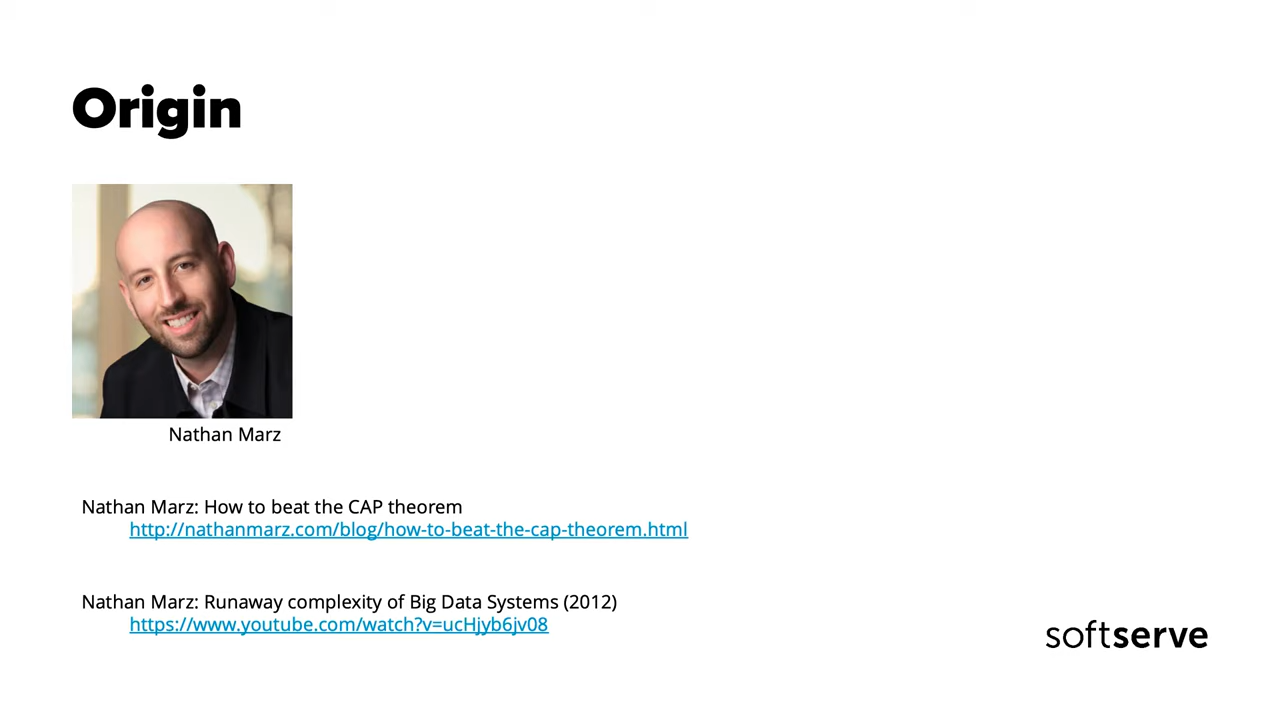 Origin
Nathan Marz
Nathan Marz: How to beat the CAP theorem
http://nathanmarz.com/blog/how-to-beat-the-cap-theorem.html
Nathan Marz: Runaway complexity of Big Data Systems (2012)
https://www.youtube.com/watch?v=ucHjyb6jv08
softserve